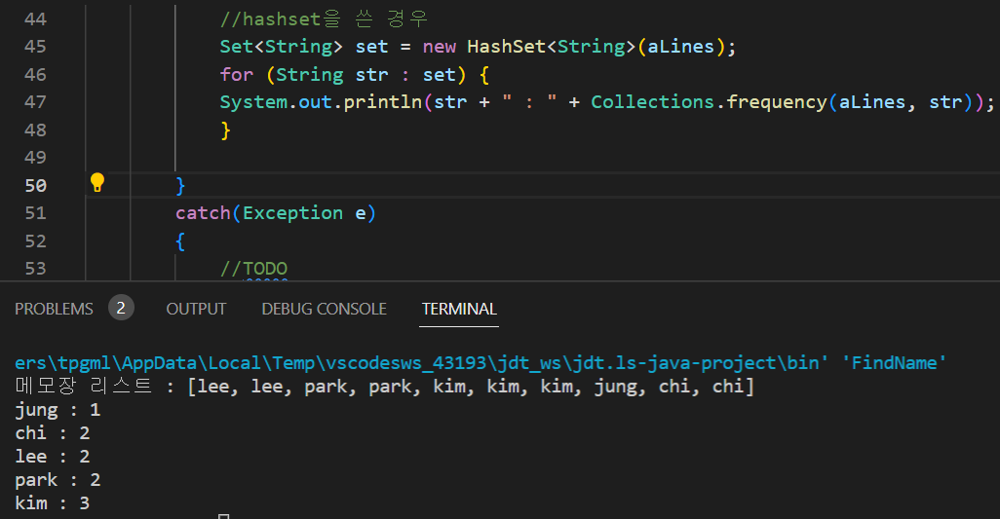 44 //hashset을 쓴 경우
45 Set<String> set = new HashSet<String>(aLines);
46 for (String str : set) {
47 System.out.println(str + " : " + Collections.frequency(aLines, str));
48 }
49
50 }
51 catch(Exception e)
52 {
53 //TODO
PROBLEMS 2 OUTPUT DEBUG CONSOLE TERMINAL
ers\tpgml\AppData\Local\Temp\vscodesws_43193\jdt_ws\jdt.ls-java-project\bin' 'FindName'
메모장 리스트 : [lee, lee, park, park, kim, kim, kim, jung, chi, chi]
jung : 1
chi : 2
lee : 2
park : 2
kim : 3